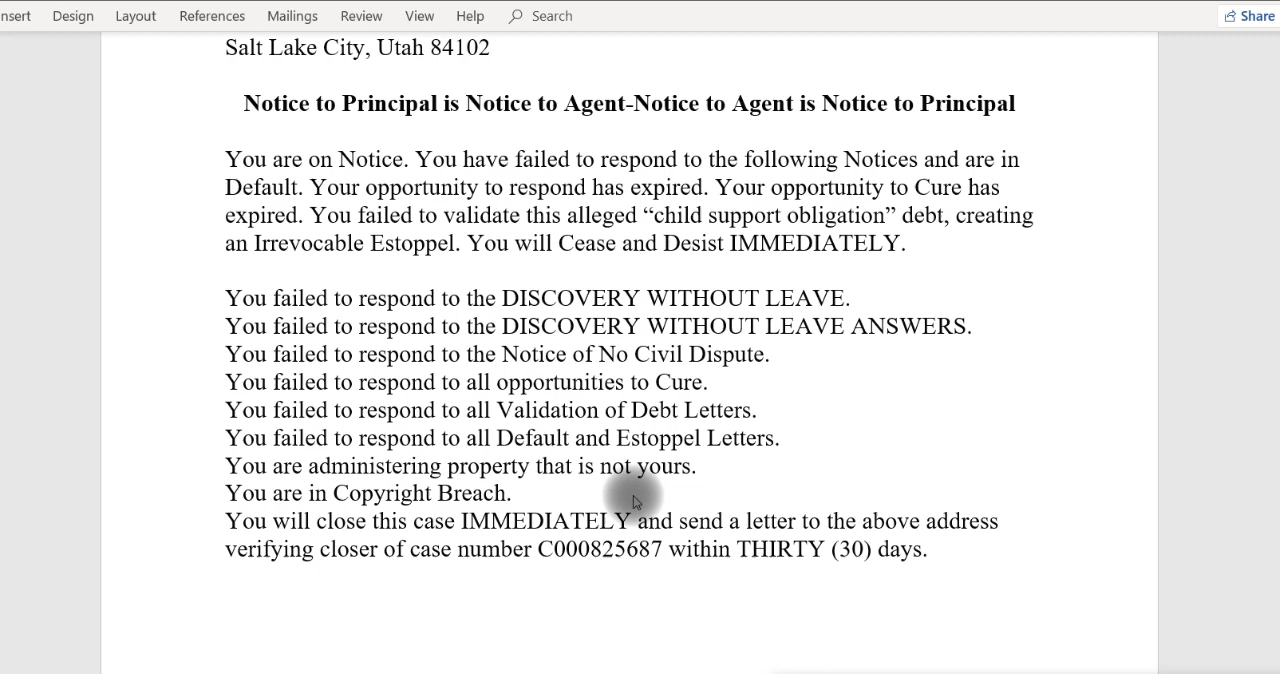 nsert Design Layout References Mailings Review View Help Search Share
Salt Lake City, Utah 84102
Notice to Principal is Notice to Agent-Notice to Agent is Notice to Principal
You are on Notice. You have failed to respond to the following Notices and are in
Default. Your opportunity to respond has expired. Your opportunity to Cure has
expired. You failed to validate this alleged “child support obligation” debt, creating
an Irrevocable Estoppel. You will Cease and Desist IMMEDIATELY.
You failed to respond to the DISCOVERY WITHOUT LEAVE.
You failed to respond to the DISCOVERY WITHOUT LEAVE ANSWERS.
You failed to respond to the Notice of No Civil Dispute.
You failed to respond to all opportunities to Cure.
You failed to respond to all Validation of Debt Letters.
You failed to respond to all Default and Estoppel Letters.
You are administering property that is not yours.
You are in Copyright Breach.
You will close this case IMMEDIATELY and send a letter to the above address
verifying closer of case number C000825687 within THIRTY (30) days.